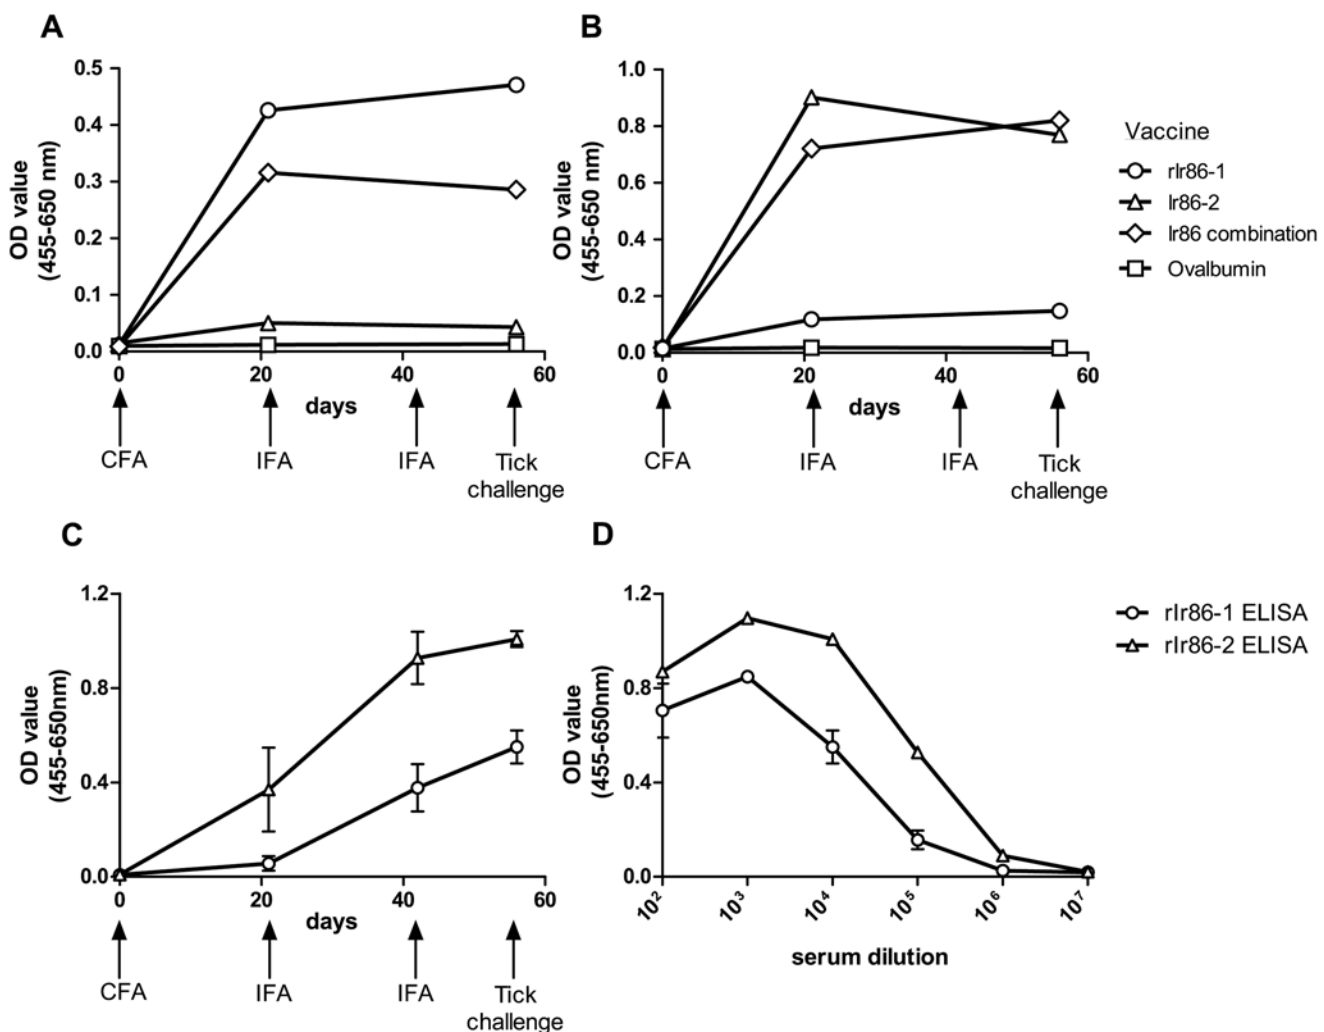 A
OD value
(455-650 nm)
0.5
0.4
0.3
0.2
0.1
0.0
0
20
40
60
days
CFA
IFA
IFA
Tick
challenge
B
OD value
(455-650 nm)
1.0
0.8
0.6
0.4
0.2
0.0
0
20
40
60
days
CFA
IFA
IFA
Tick
challenge
Vaccine
rIr86-1
Ir86-2
Ir86 combination
Ovalbumin
C
OD value
(455-650nm)
1.2
0.8
0.4
0.0
0
20
40
60
days
CFA
IFA
IFA
Tick
challenge
D
OD value
(455-650nm)
1.2
0.8
0.4
0.0
10²
10³
10⁴
10⁵
10⁶
10⁷
serum dilution
rIr86-1 ELISA
rIr86-2 ELISA